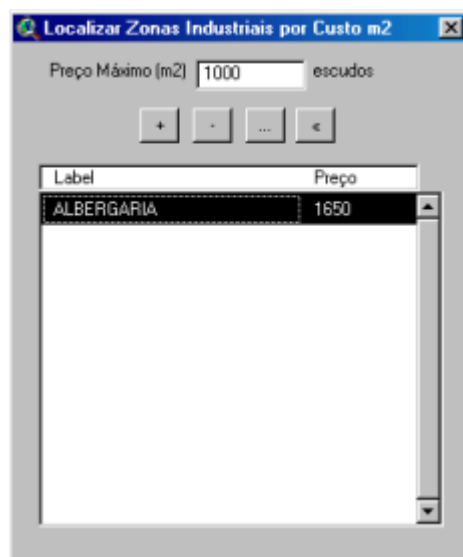 Localizar Zonas Industriais por Custo m2
Preço Máximo (m2) 1000 escudos
+ - ... «
Label Preço
ALBERGARIA 1650